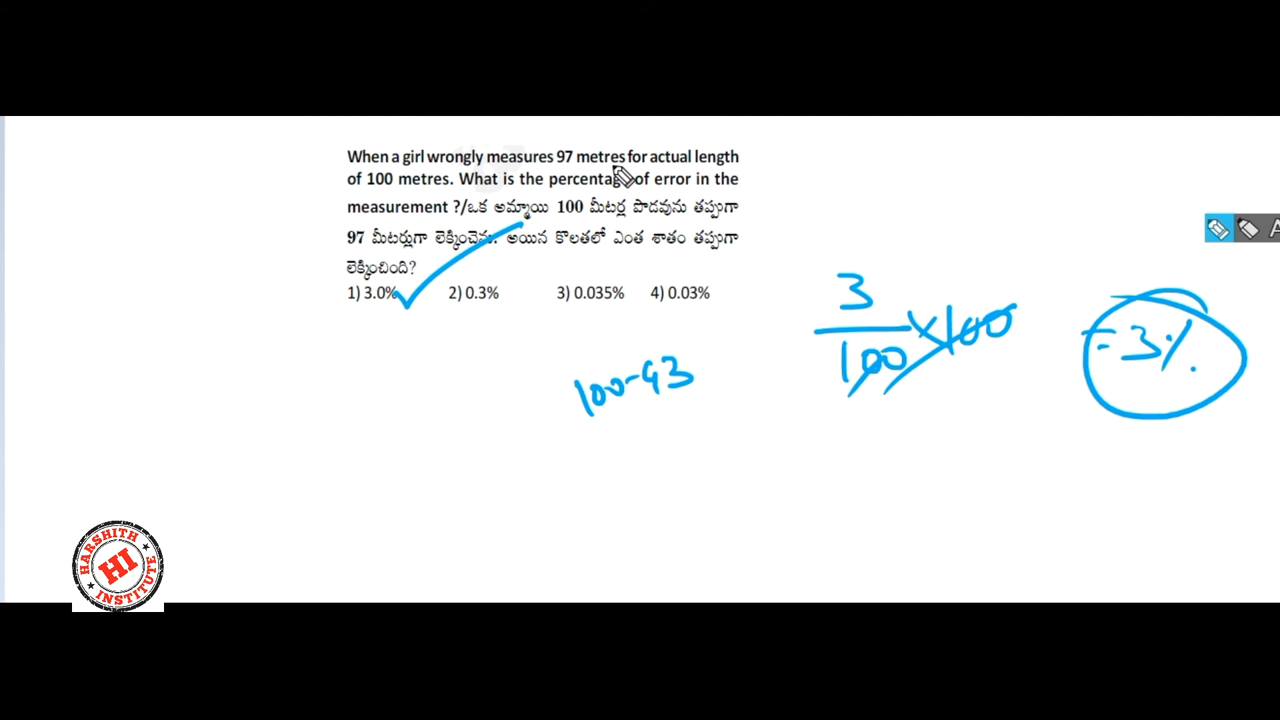 When a girl wrongly measures 97 metres for actual length
of 100 metres. What is the percentage of error in the
measurement ?/ఒక అమ్మాయి 100 మీటర్ల పొడవును తప్పుగా
97 మీటర్లుగా లెక్కించెను. అయిన కొలతలో ఎంత శాతం తప్పుగా
లెక్కించింది?
1) 3.0% 2) 0.3% 3) 0.035% 4) 0.03%
3
100 ×100 = 3%
100-93
HARSHITH
HI
INSTITUTE
A